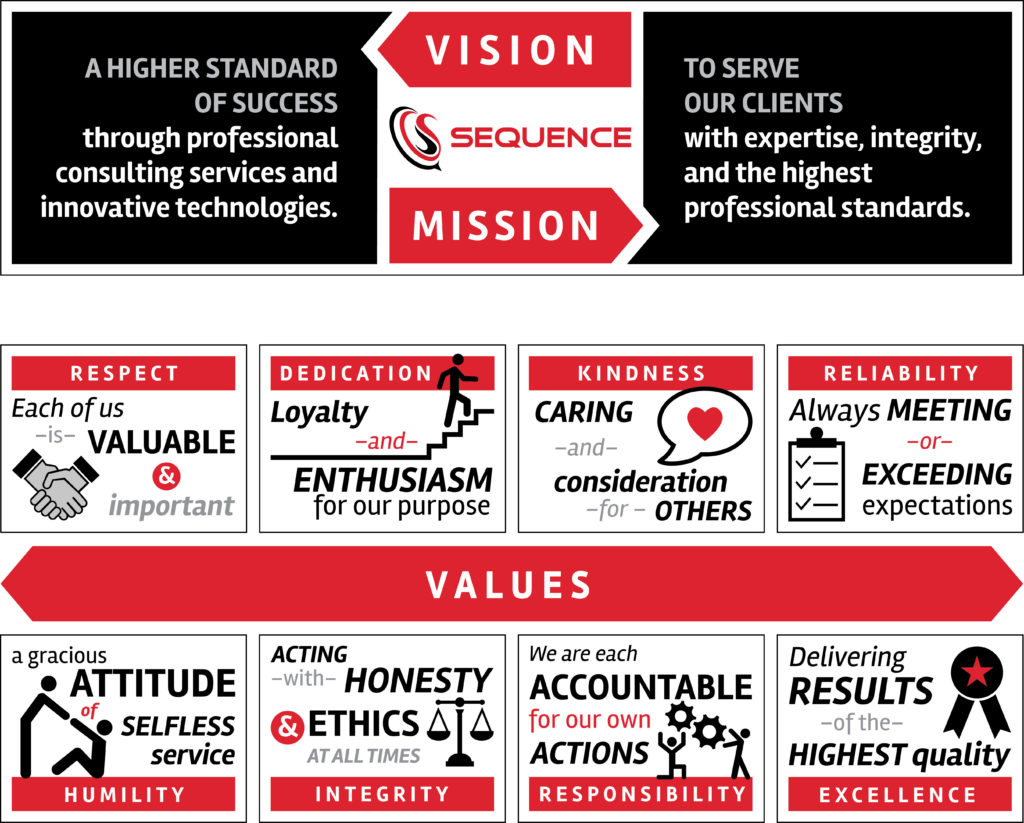 VISION
A HIGHER STANDARD
OF SUCCESS
through professional
consulting services and
innovative technologies.
SEQUENCE
MISSION
TO SERVE
OUR CLIENTS
with expertise, integrity,
and the highest
professional standards.
RESPECT
Each of us
–is– VALUABLE
&
important
DEDICATION
Loyalty
–and–
ENTHUSIASM
for our purpose
KINDNESS
CARING
–and–
consideration
–for – OTHERS
RELIABILITY
Always MEETING
–or–
EXCEEDING
expectations
VALUES
a gracious
ATTITUDE
of SELFLESS
service
HUMILITY
ACTING
–with– HONESTY
& ETHICS
AT ALL TIMES
INTEGRITY
We are each
ACCOUNTABLE
for our own
ACTIONS
RESPONSIBILITY
Delivering
RESULTS
–of the–
HIGHEST quality
EXCELLENCE